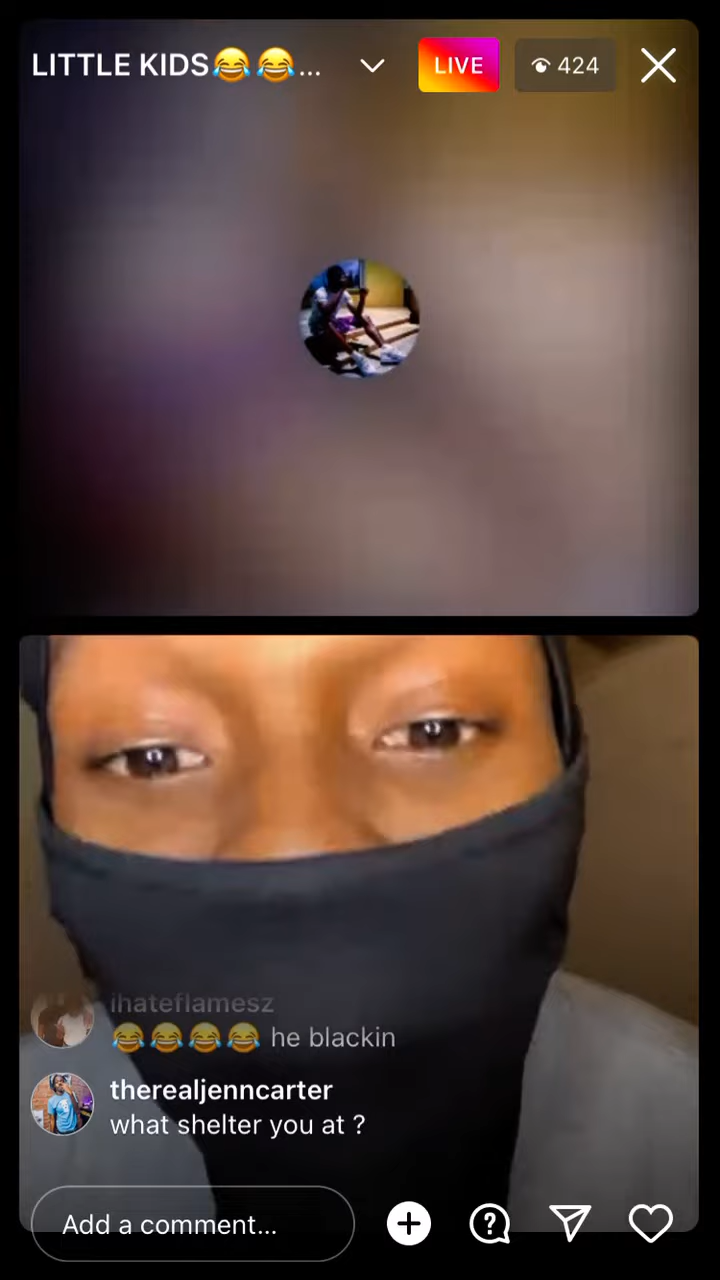 LITTLE KIDS😂😂...
LIVE
424
ihateflamesz
😂😂😂😂 he blackin
therealjenncarter
what shelter you at ?
Add a comment...